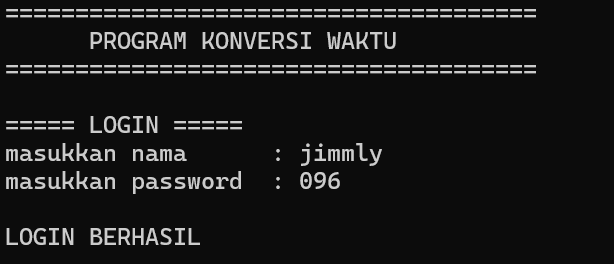 ======================================
PROGRAM KONVERSI WAKTU
======================================
===== LOGIN =====
masukkan nama      : jimmly
masukkan password  : 096
LOGIN BERHASIL